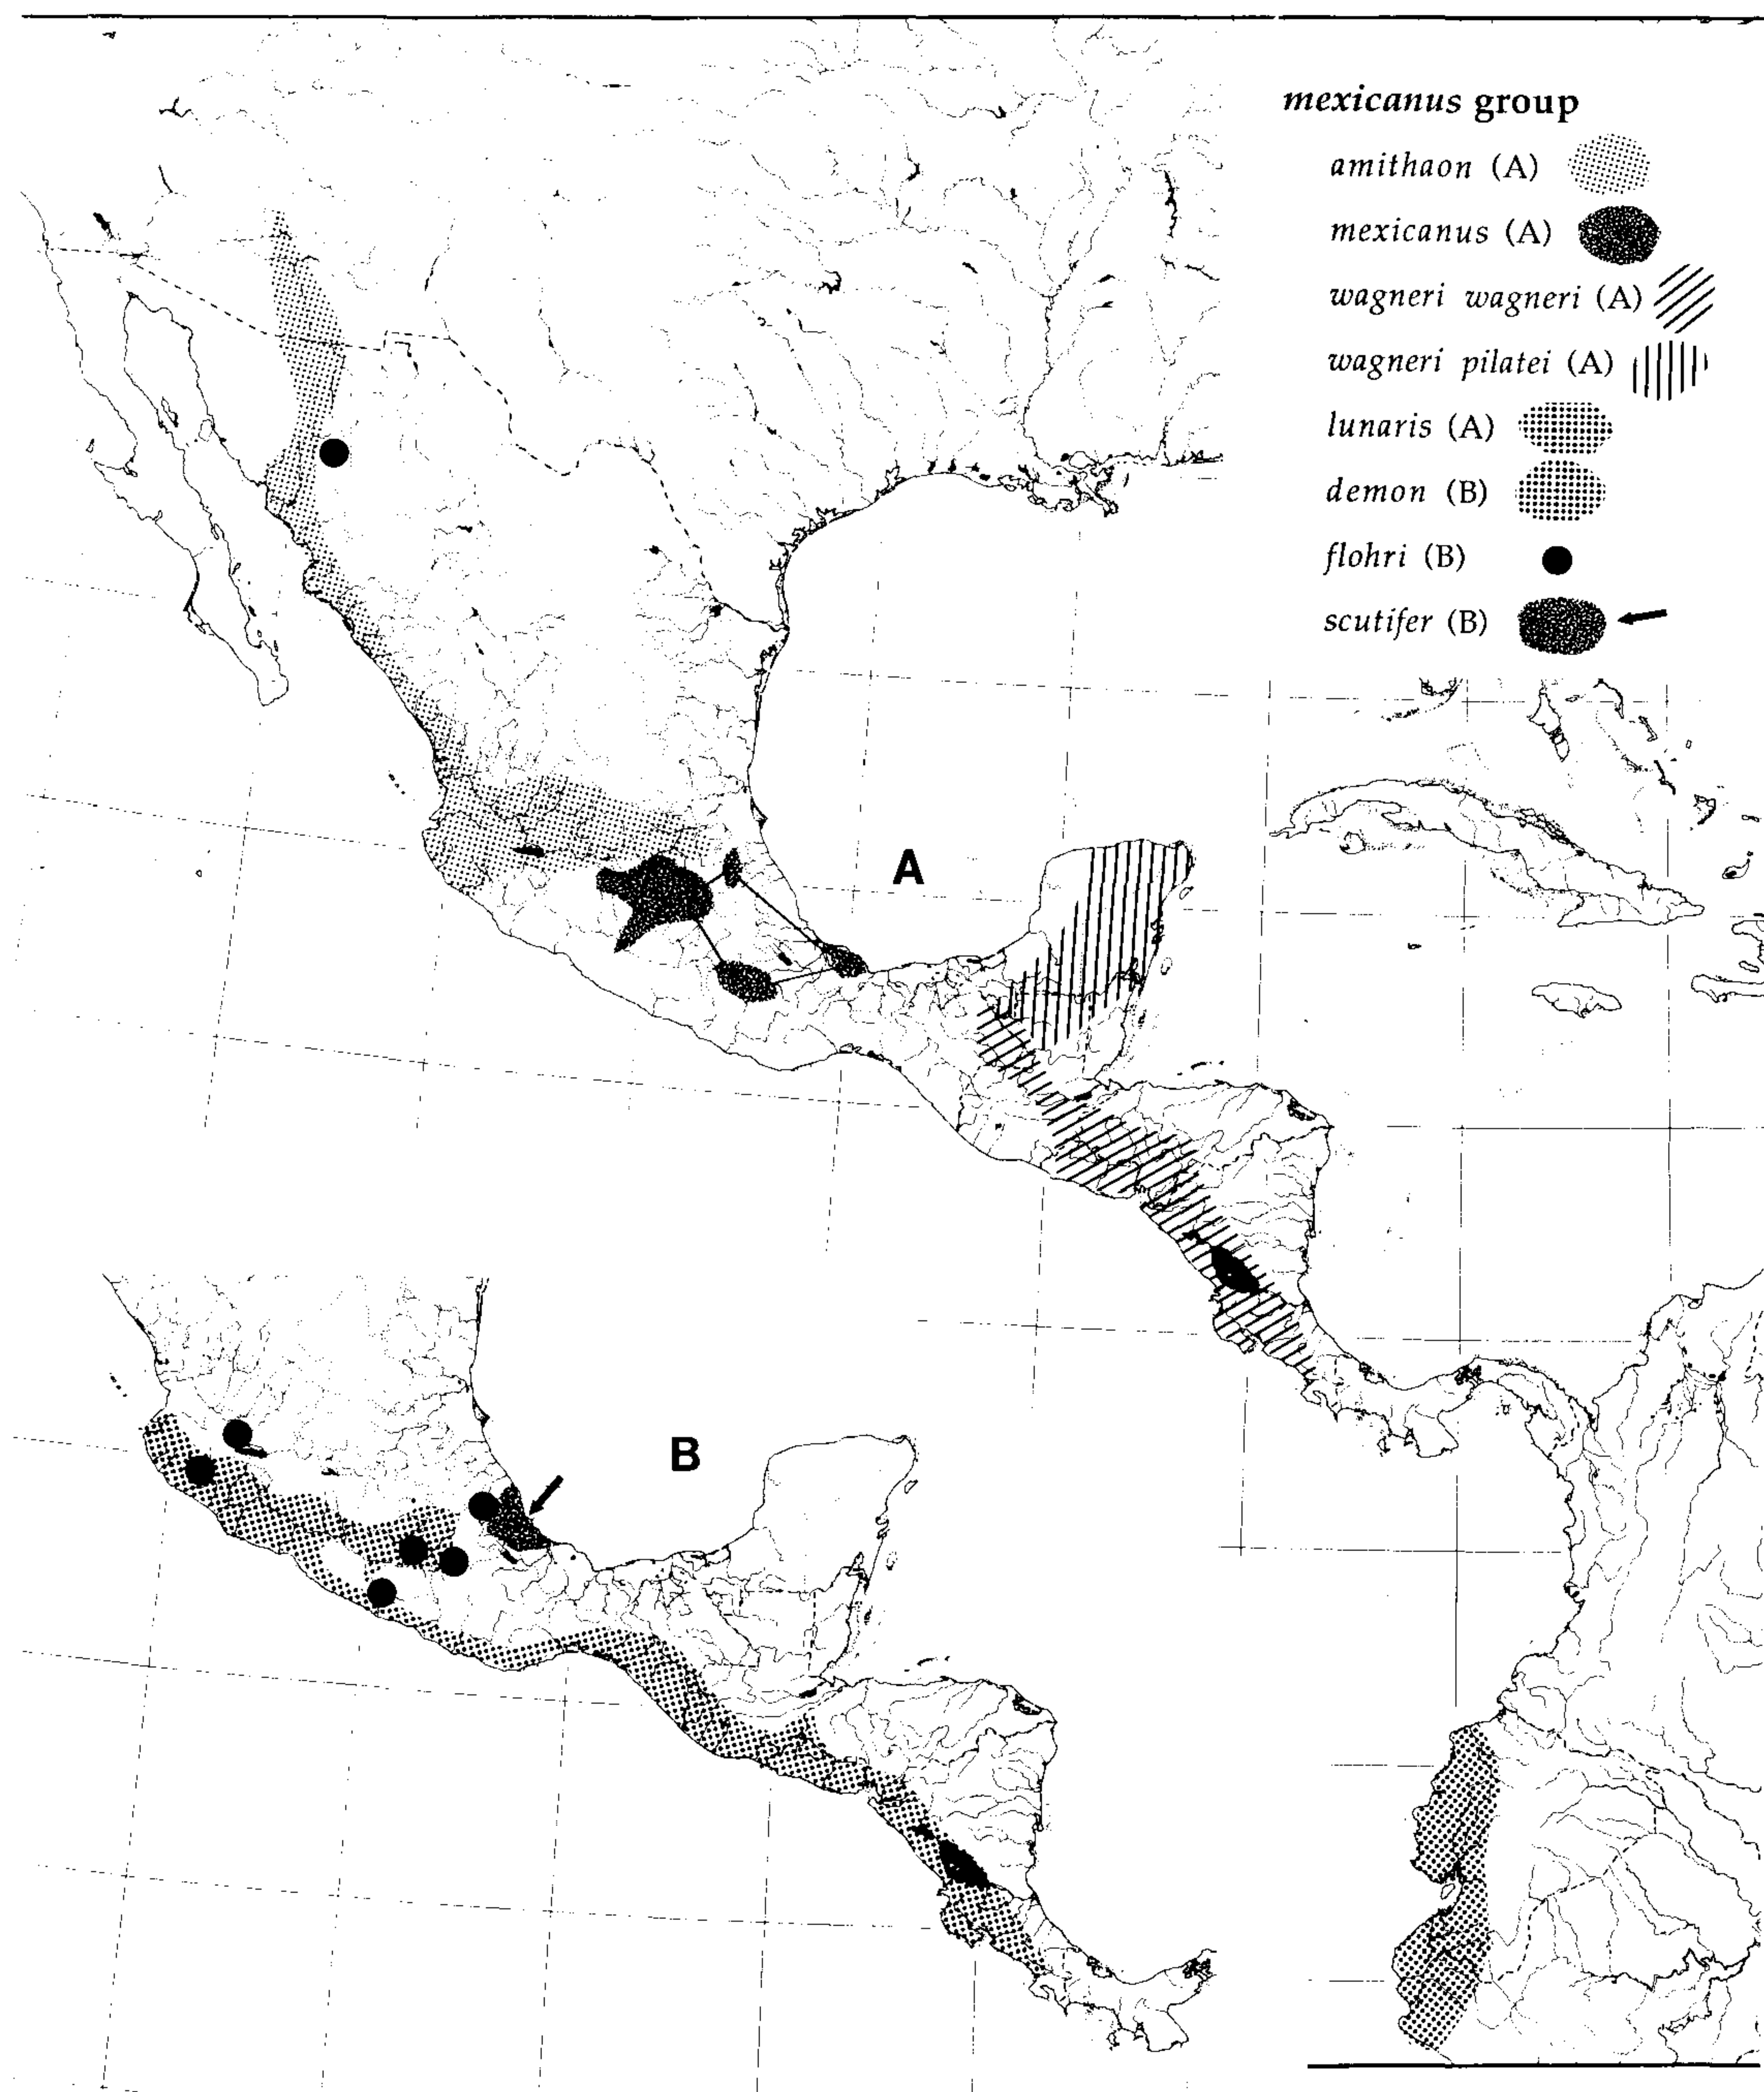 mexicanus group
amithaon (A)
mexicanus (A)
wagneri wagneri (A)
wagneri pilatei (A)
lunaris (A)
demon (B)
flohri (B)
scutifer (B)
A
B